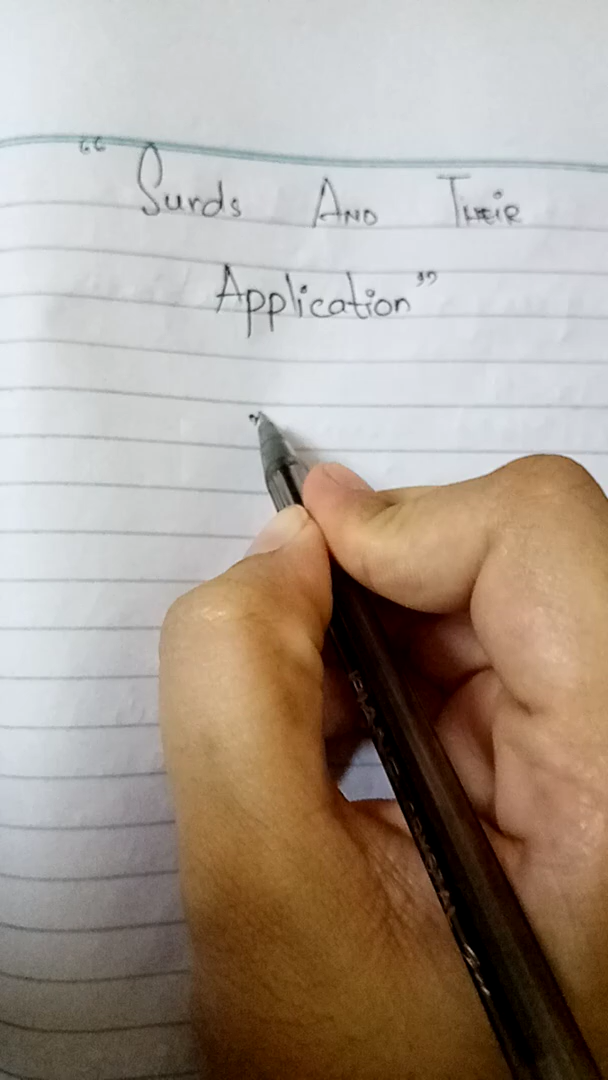 “ Surds AND THEIR
Application ”